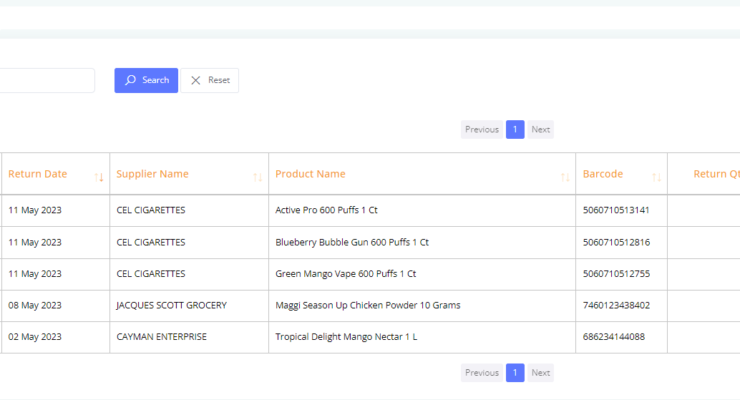 Search Reset
Previous 1 Next
Return Date Supplier Name Product Name Barcode Return Qt
11 May 2023 CEL CIGARETTES Active Pro 600 Puffs 1 Ct 5060710513141
11 May 2023 CEL CIGARETTES Blueberry Bubble Gun 600 Puffs 1 Ct 5060710512816
11 May 2023 CEL CIGARETTES Green Mango Vape 600 Puffs 1 Ct 5060710512755
08 May 2023 JACQUES SCOTT GROCERY Maggi Season Up Chicken Powder 10 Grams 7460123438402
02 May 2023 CAYMAN ENTERPRISE Tropical Delight Mango Nectar 1 L 686234144088
Previous 1 Next